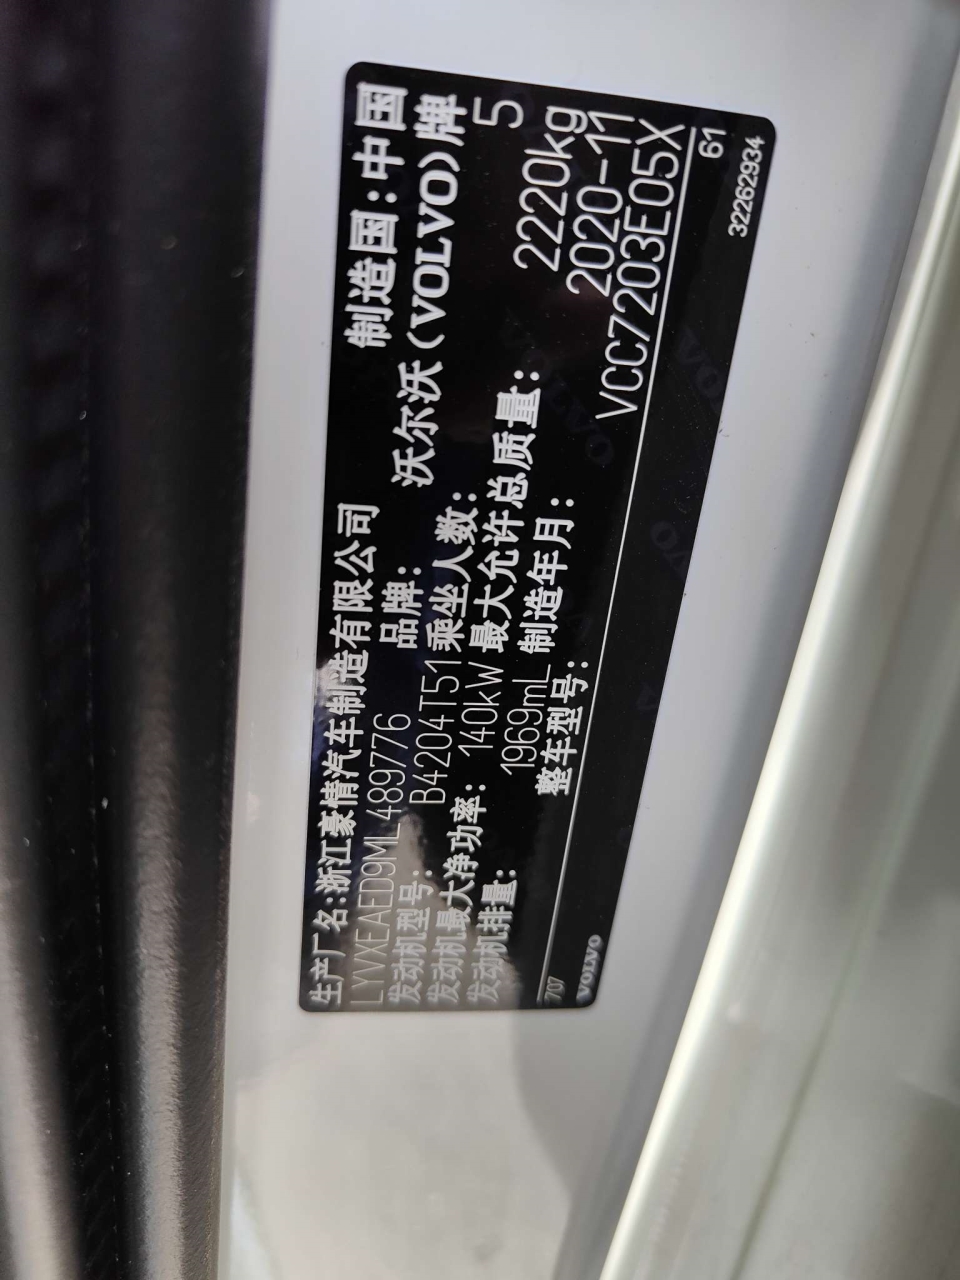 生产厂名:浙江豪情汽车制造有限公司 制造国:中国
LYVXEAED9ML489776 品牌: 沃尔沃(VOLVO)牌
发动机型号: B4204T51 乘坐人数: 5
发动机最大净功率: 140kW 最大允许总质量: 2220kg
发动机排量: 1969mL 制造年月: 2020-11
整车型号: VCC7203E05X
707 61
VOLVO 32262934